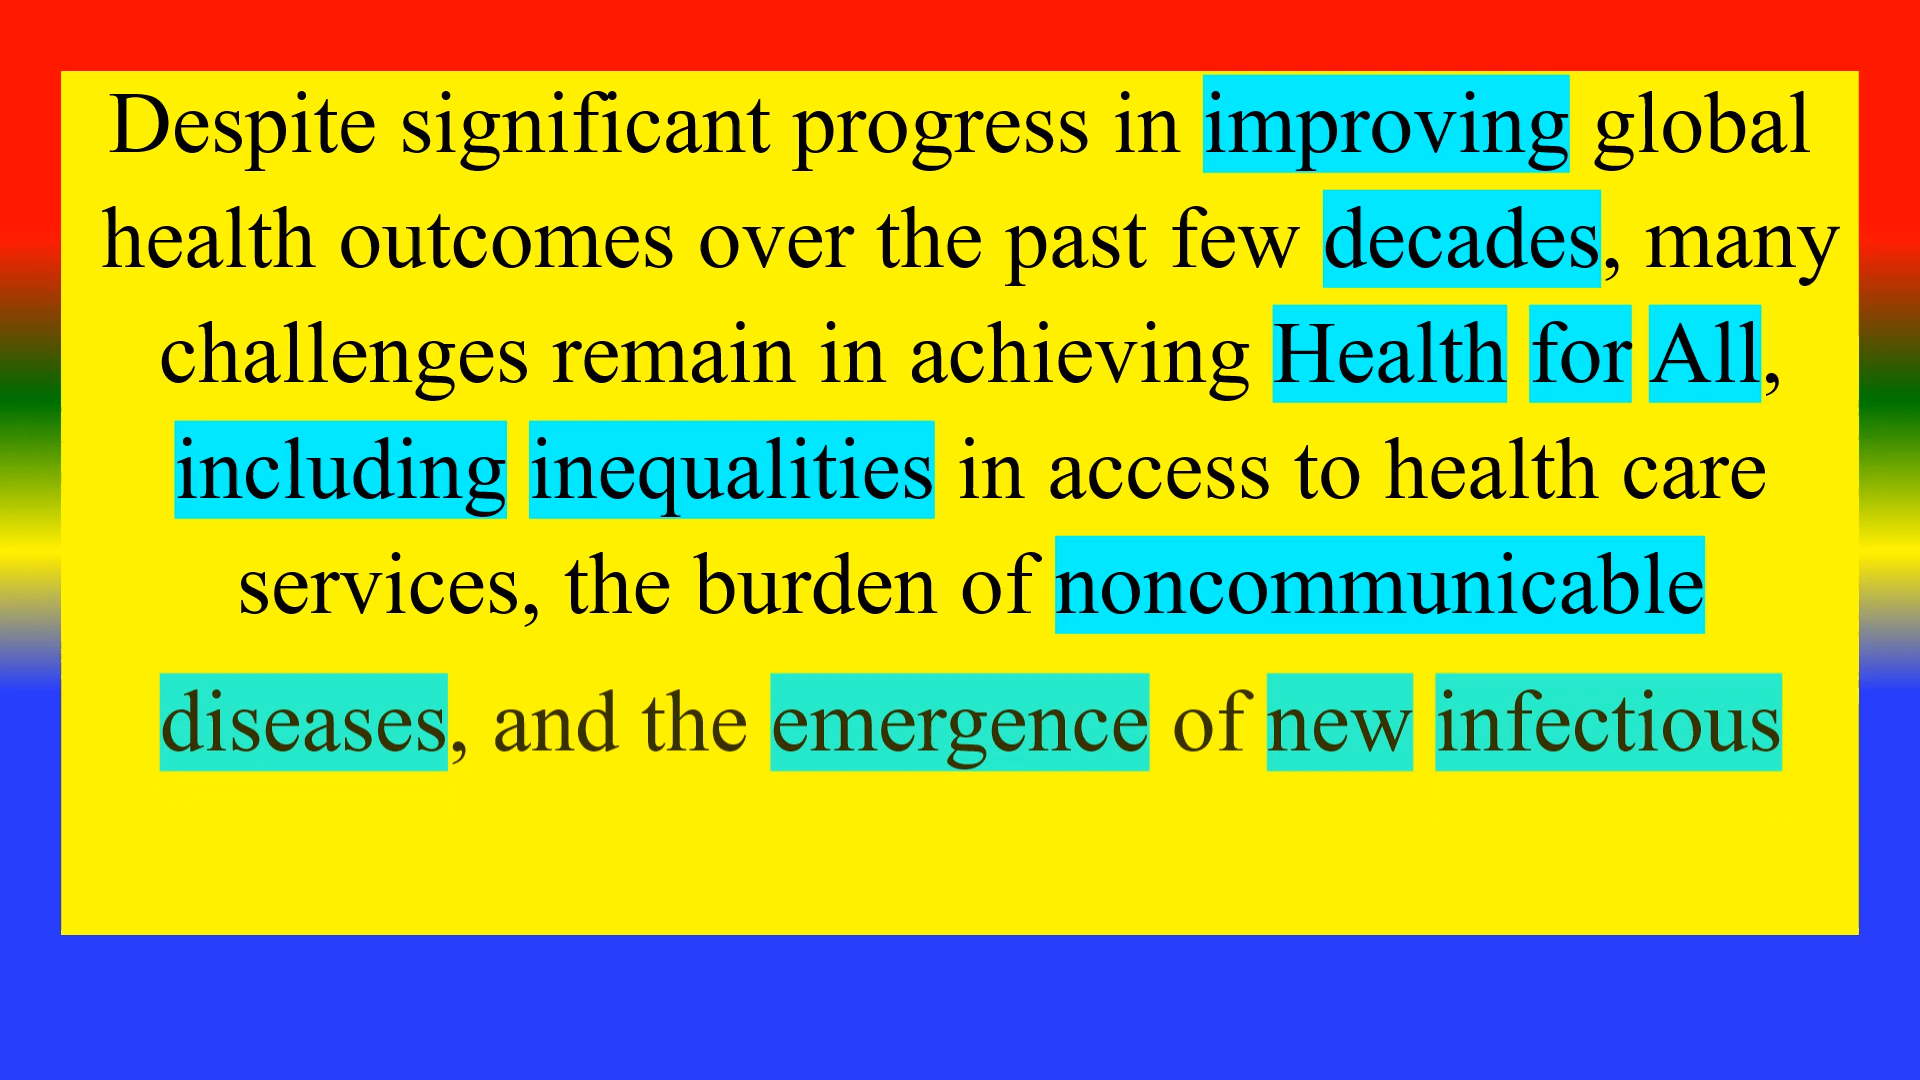 Despite significant progress in improving global
health outcomes over the past few decades, many
challenges remain in achieving Health for All,
including inequalities in access to health care
services, the burden of noncommunicable
diseases, and the emergence of new infectious